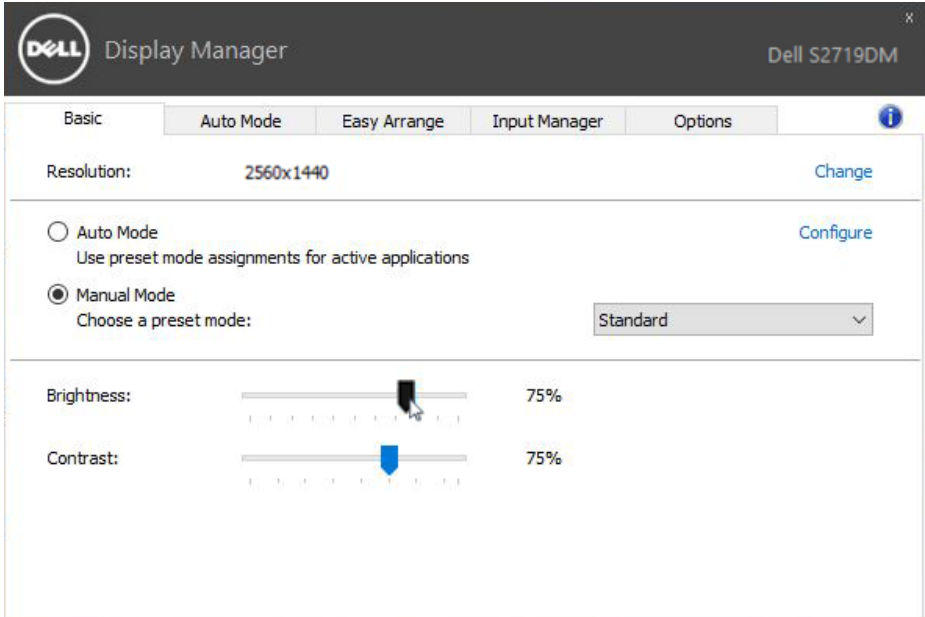 x
DELL Display Manager
Dell S2719DM
Basic Auto Mode Easy Arrange Input Manager Options i
Resolution: 2560x1440 Change
Auto Mode Configure
Use preset mode assignments for active applications
Manual Mode
Choose a preset mode: Standard
Brightness: 75%
Contrast: 75%